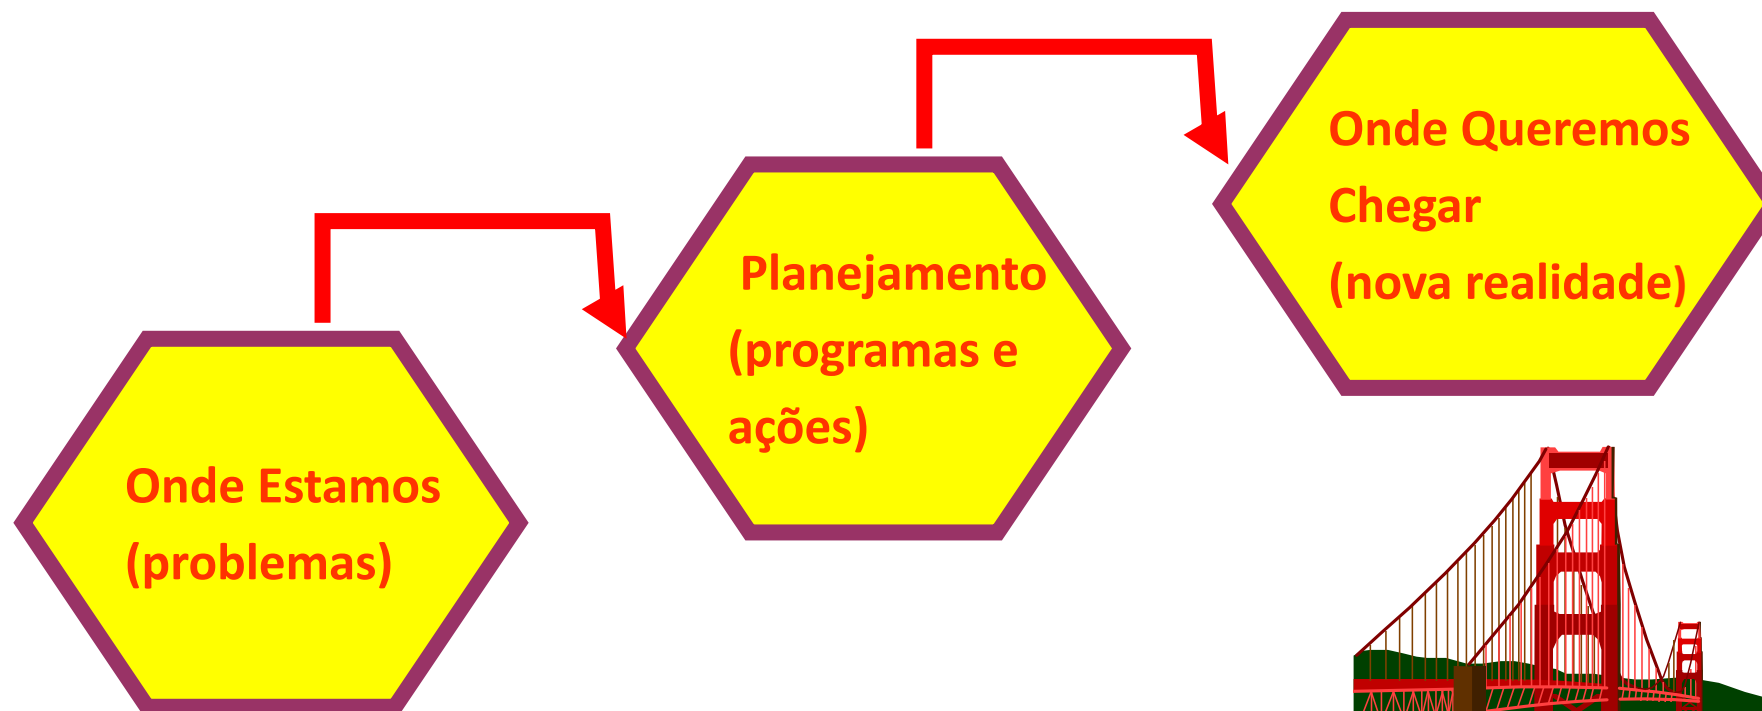 Onde Estamos
(problemas)
Planejamento
(programas e
ações)
Onde Queremos
Chegar
(nova realidade)